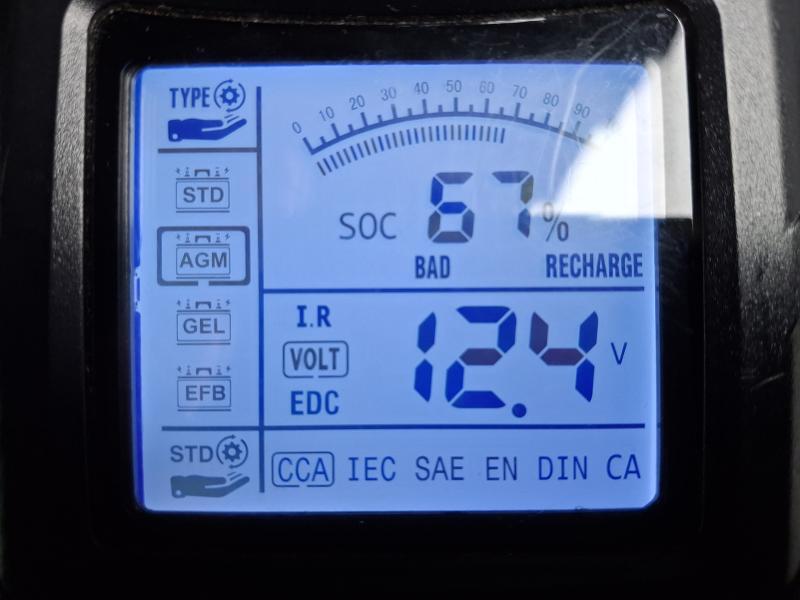 TYPE
0 10 20 30 40 50 60 70 80 90
STD
SOC 67%
AGM
BAD RECHARGE
GEL
I.R
VOLT
12.4 V
EFB
EDC
STD
CCA IEC SAE EN DIN CA